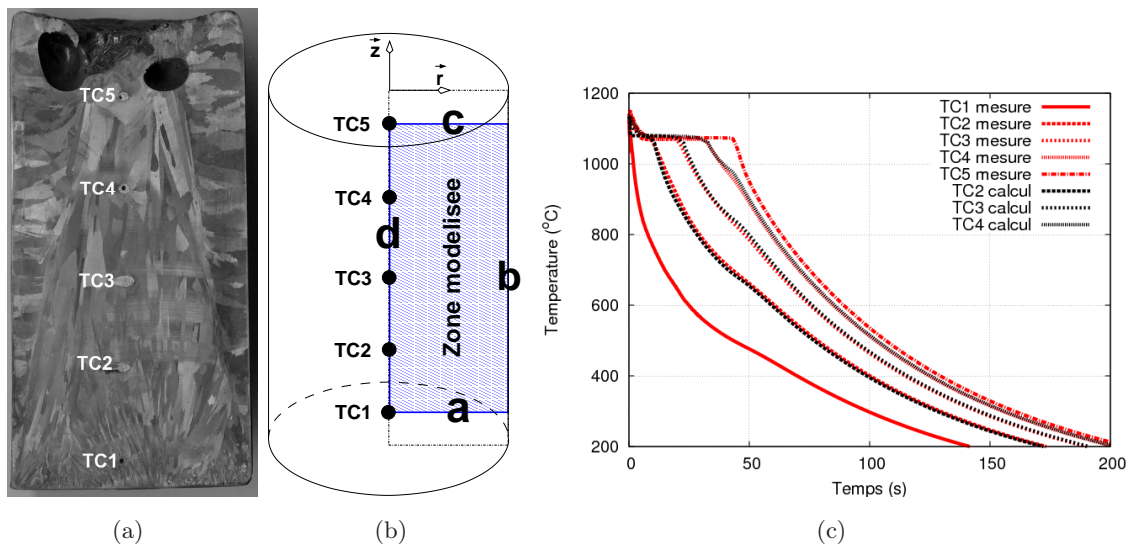 TC5
TC4
TC3
TC2
TC1
(a)
z
r
TC5
c
TC4
d
TC3
b
Zone modelisee
TC2
TC1
a
(b)
1200
1000
800
600
400
200
Temperature (°C)
0
50
100
150
200
Temps (s)
TC1 mesure
TC2 mesure
TC3 mesure
TC4 mesure
TC5 mesure
TC2 calcul
TC3 calcul
TC4 calcul
(c)